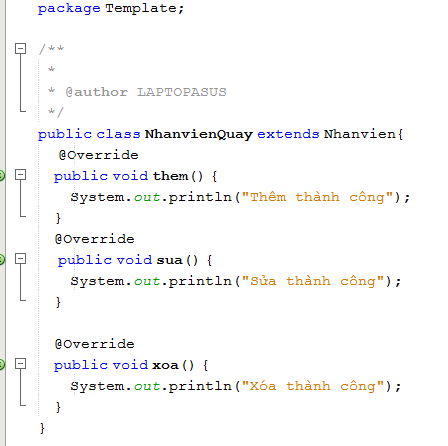 package Template;
/**
*
* @author LAPTOPASUS
*/
public class NhanvienQuay extends Nhanvien{
@Override
public void them() {
System.out.println("Thêm thành công");
}
@Override
public void sua() {
System.out.println("Sửa thành công");
}
@Override
public void xoa() {
System.out.println("Xóa thành công");
}
}